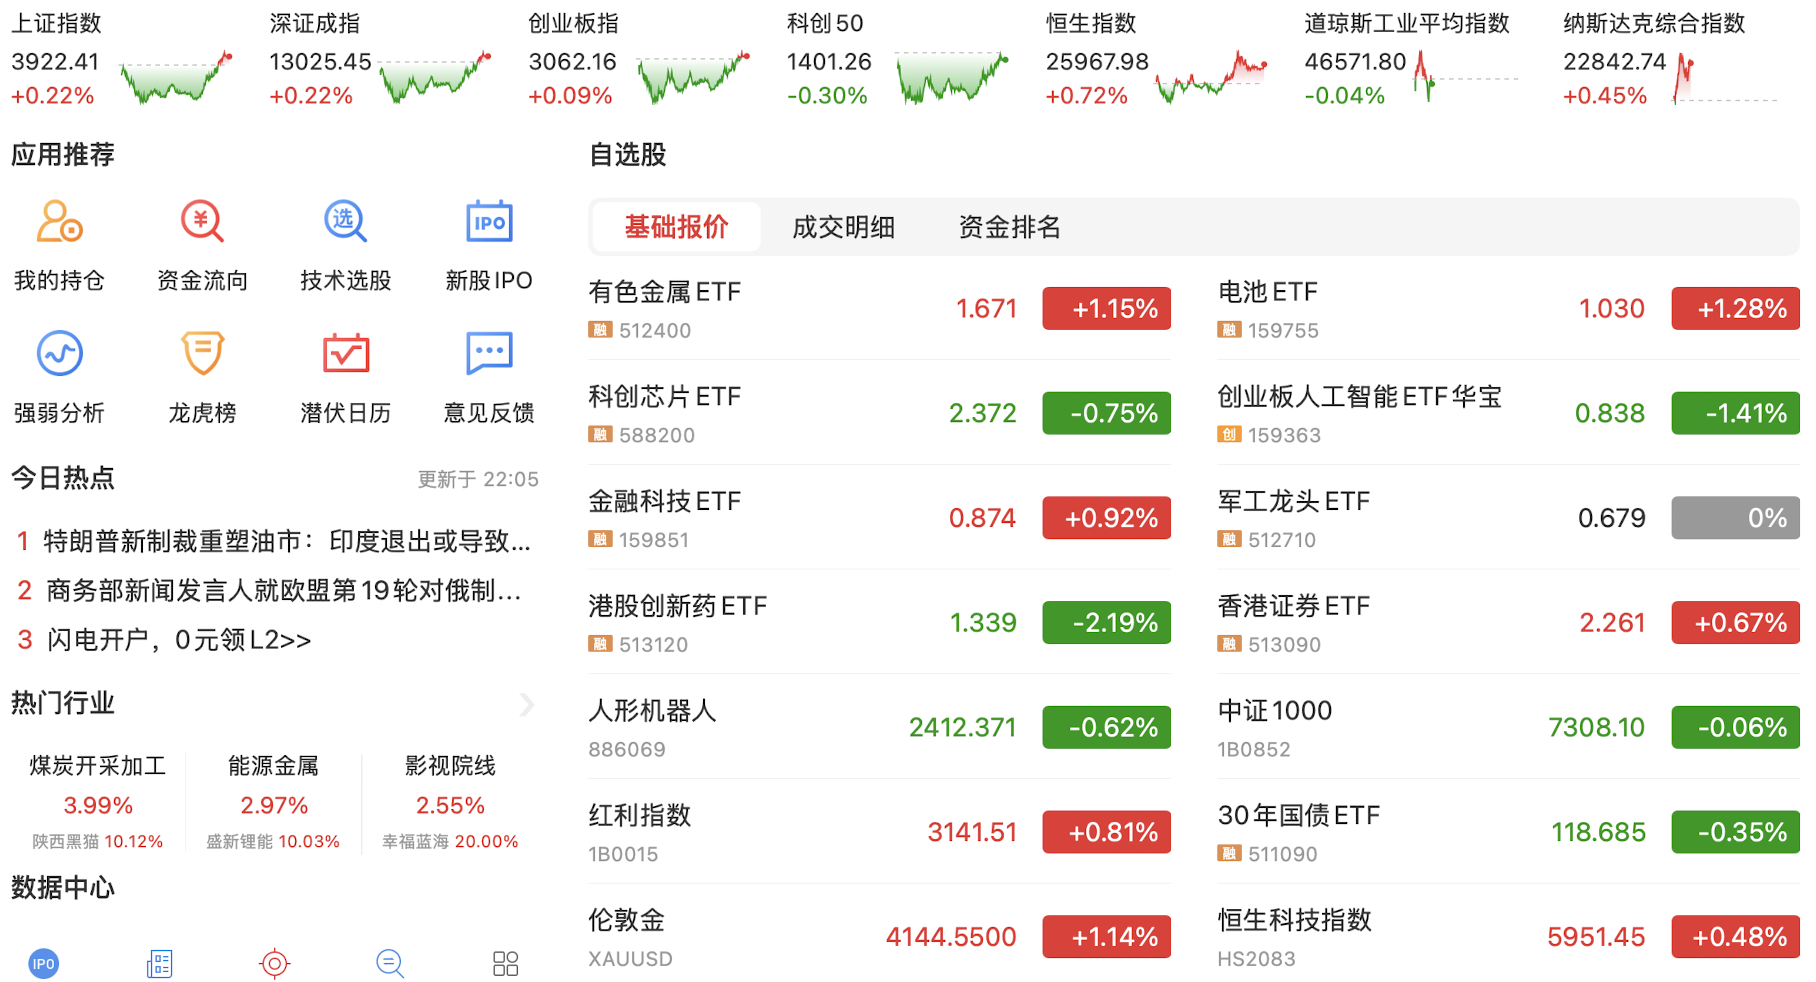 上证指数
3922.41
+0.22%
深证成指
13025.45
+0.22%
创业板指
3062.16
+0.09%
科创50
1401.26
-0.30%
恒生指数
25967.98
+0.72%
道琼斯工业平均指数
46571.80
-0.04%
纳斯达克综合指数
22842.74
+0.45%
应用推荐
我的持仓
¥
资金流向
选
技术选股
IPO
新股IPO
强弱分析
龙虎榜
潜伏日历
意见反馈
今日热点
更新于 22:05
1 特朗普新制裁重塑油市：印度退出或导致...
2 商务部新闻发言人就欧盟第19轮对俄制...
3 闪电开户，0元领L2>>
热门行业
煤炭开采加工
3.99%
陕西黑猫 10.12%
能源金属
2.97%
盛新锂能 10.03%
影视院线
2.55%
幸福蓝海 20.00%
数据中心
IPO
自选股
基础报价 成交明细 资金排名
有色金属ETF
融 512400
1.671 +1.15%
电池ETF
融 159755
1.030 +1.28%
科创芯片ETF
融 588200
2.372 -0.75%
创业板人工智能ETF华宝
创 159363
0.838 -1.41%
金融科技ETF
融 159851
0.874 +0.92%
军工龙头ETF
融 512710
0.679 0%
港股创新药ETF
融 513120
1.339 -2.19%
香港证券ETF
融 513090
2.261 +0.67%
人形机器人
886069
2412.371 -0.62%
中证1000
1B0852
7308.10 -0.06%
红利指数
1B0015
3141.51 +0.81%
30年国债ETF
融 511090
118.685 -0.35%
伦敦金
XAUUSD
4144.5500 +1.14%
恒生科技指数
HS2083
5951.45 +0.48%